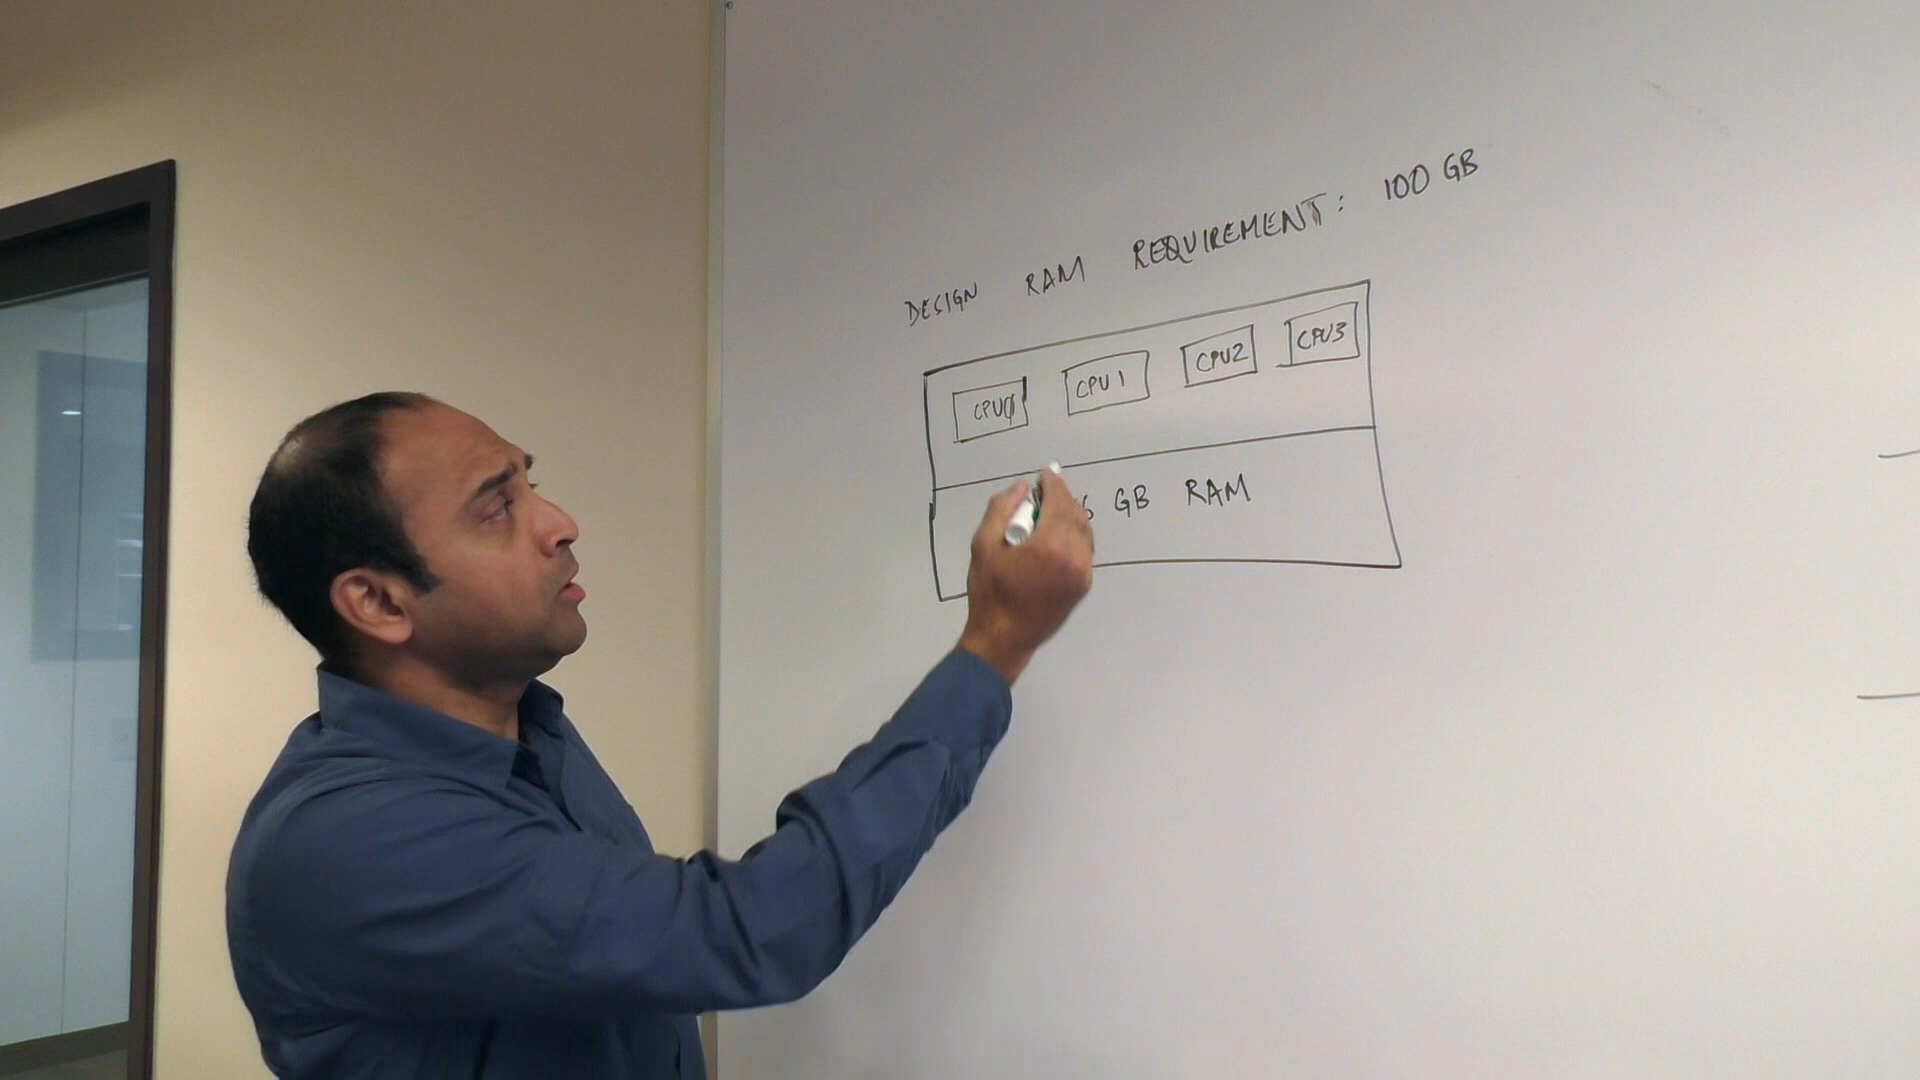 DESIGN RAM REQUIREMENT: 100 GB
CPU0 CPU1 CPU2 CPU3
GB RAM